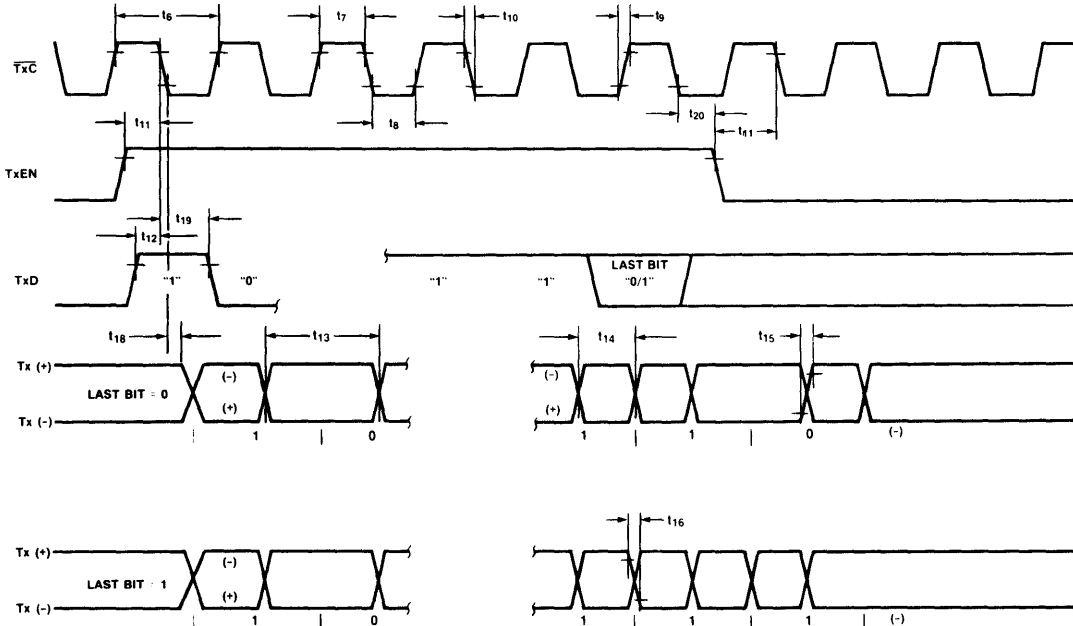 t6 t7 t10 t9
TxC
t8 t20 t11
t11
TxEN
t19
t12
TxD "1" "0" "1" "1" LAST BIT
"0/1"
t18 t13 t14 t15
Tx (+) (-) (-)
LAST BIT = 0
Tx (-) (+) (+)
1 0 1 1 0 (-)
t16
Tx (+) (-)
LAST BIT = 1
Tx (-) (+)
1 0 1 1 1 (-)